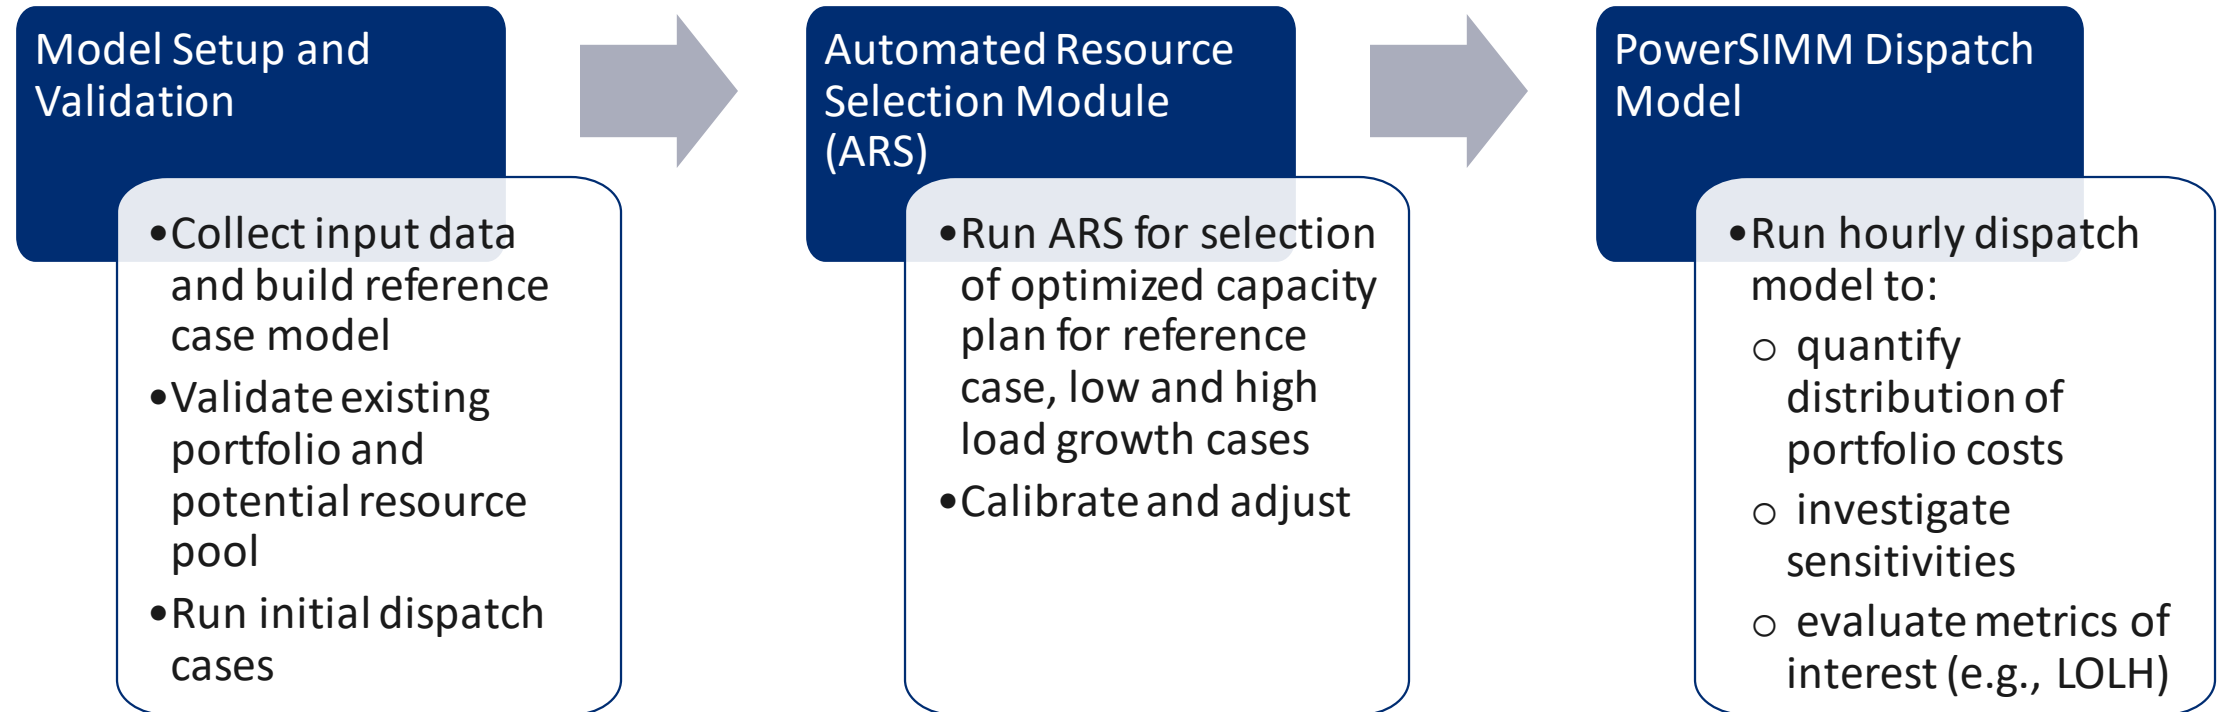 Model Setup and
Validation
•Collect input data
and build reference
case model
•Validate existing
portfolio and
potential resource
pool
•Run initial dispatch
cases
Automated Resource
Selection Module
(ARS)
•Run ARS for selection
of optimized capacity
plan for reference
case, low and high
load growth cases
•Calibrate and adjust
PowerSIMM Dispatch
Model
•Run hourly dispatch
model to:
o quantify
distribution of
portfolio costs
o investigate
sensitivities
o evaluate metrics of
interest (e.g., LOLH)